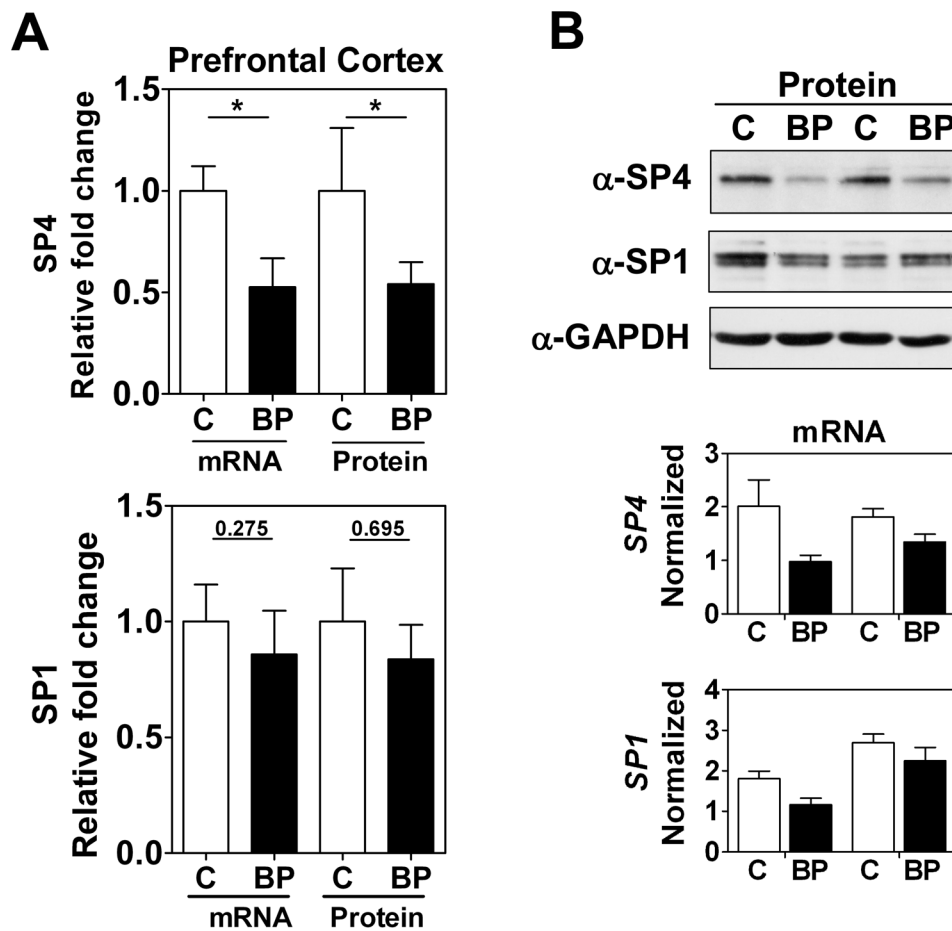 A
Prefrontal Cortex
SP4
Relative fold change
1.5
1.0
0.5
0.0
* *
C BP C BP
mRNA Protein
SP1
Relative fold change
1.5
1.0
0.5
0.0
0.275 0.695
C BP C BP
mRNA Protein
B
Protein
C BP C BP
α-SP4
α-SP1
α-GAPDH
mRNA
SP4
Normalized
3
2
1
0
C BP C BP
SP1
Normalized
4
3
2
1
0
C BP C BP